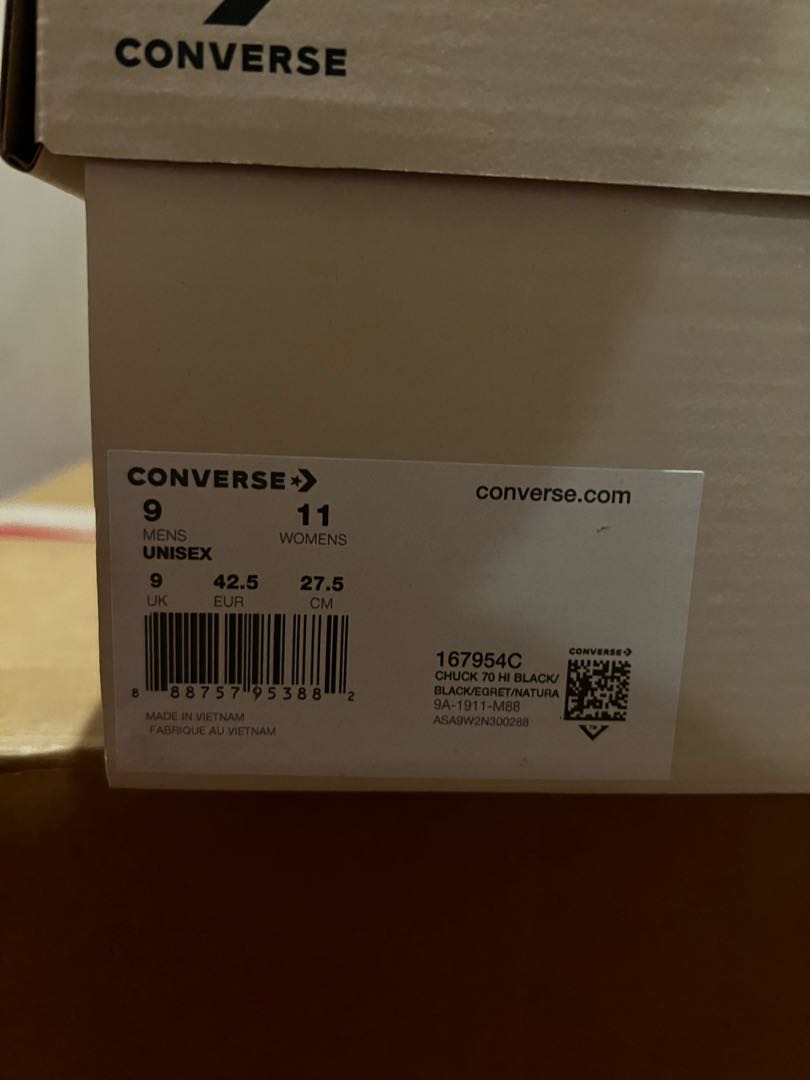 CONVERSE
CONVERSE
converse.com
9
11
MENS
WOMENS
UNISEX
9
42.5
27.5
UK
EUR
CM
8 88757 95388 2
MADE IN VIETNAM
FABRIQUE AU VIETNAM
CONVERSE
167954C
CHUCK 70 HI BLACK/
BLACK/EGRET/NATURA
9A-1911-M88
ASA9W2N300288
TM